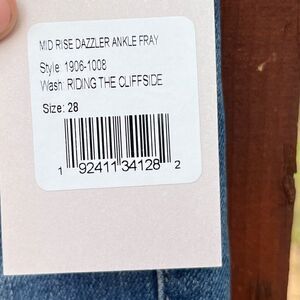 MID RISE DAZZLER ANKLE FRAY
Style: 1906-1008
Wash: RIDING THE CLIFFSIDE
Size: 28
1 92411 34128 2